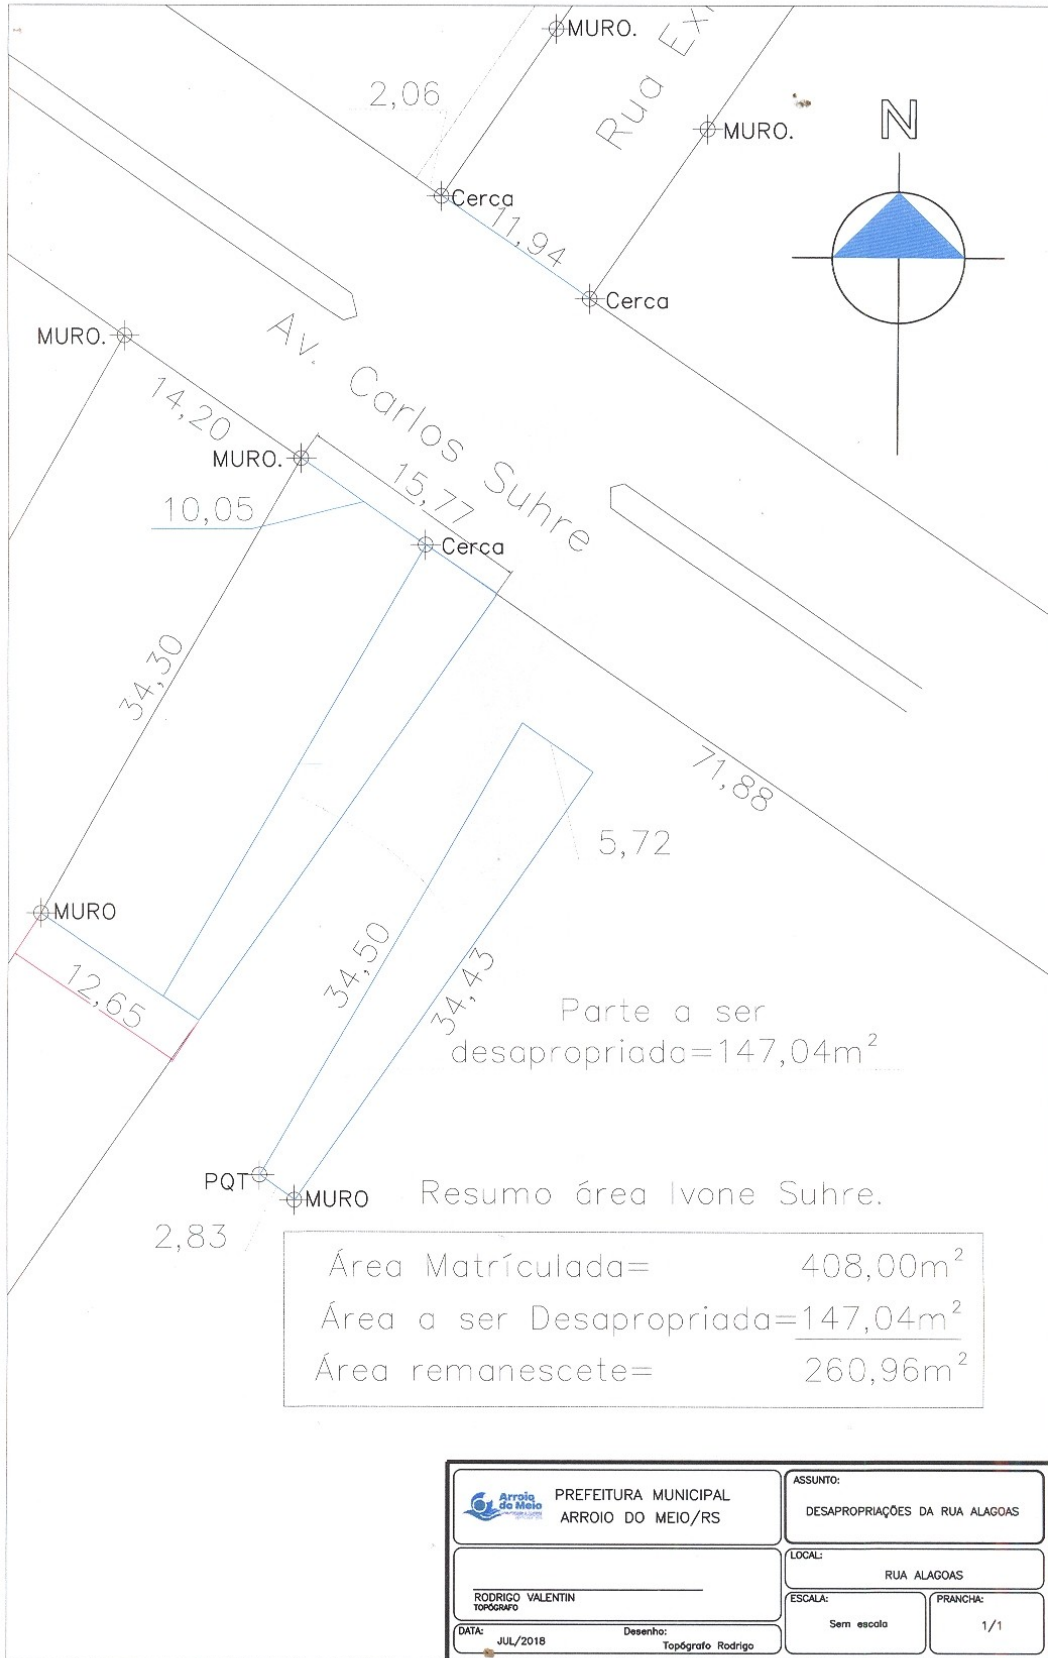 MURO.
Rua Ex
2,06
MURO.
N
Cerca
11,94
Cerca
MURO.
Av. Carlos Suhre
14,20
MURO.
15,77
10,05
Cerca
34,30
71,88
5,72
MURO
34,50
34,43
12,65
Parte a ser
desapropriada=147,04m²
PQT
MURO
2,83
Resumo área Ivone Suhre.
Área Matrículada= 408,00m²
Área a ser Desapropriada=147,04m²
Área remanescete= 260,96m²
Arroio do Meio
PREFEITURA MUNICIPAL
ARROIO DO MEIO/RS
ASSUNTO:
DESAPROPRIAÇÕES DA RUA ALAGOAS
LOCAL:
RUA ALAGOAS
RODRIGO VALENTIN
TOPÓGRAFO
ESCALA:
Sem escala
PRANCHA:
1/1
DATA:
JUL/2018
Desenho:
Topógrafo Rodrigo